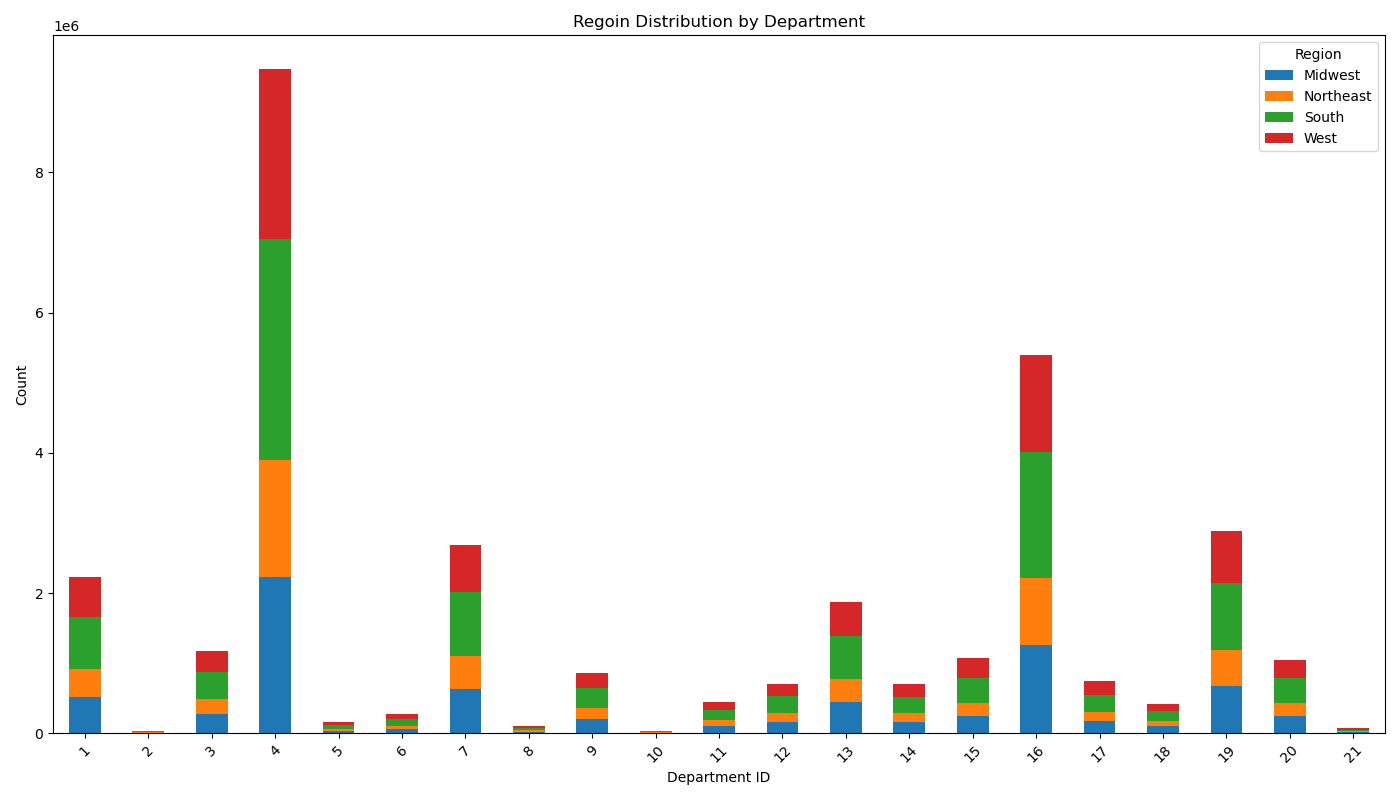 Regoin Distribution by Department
1e6
Region
Midwest
Northeast
South
West
8
6
4
2
0
Count
1 2 3 4 5 6 7 8 9 10 11 12 13 14 15 16 17 18 19 20 21
Department ID